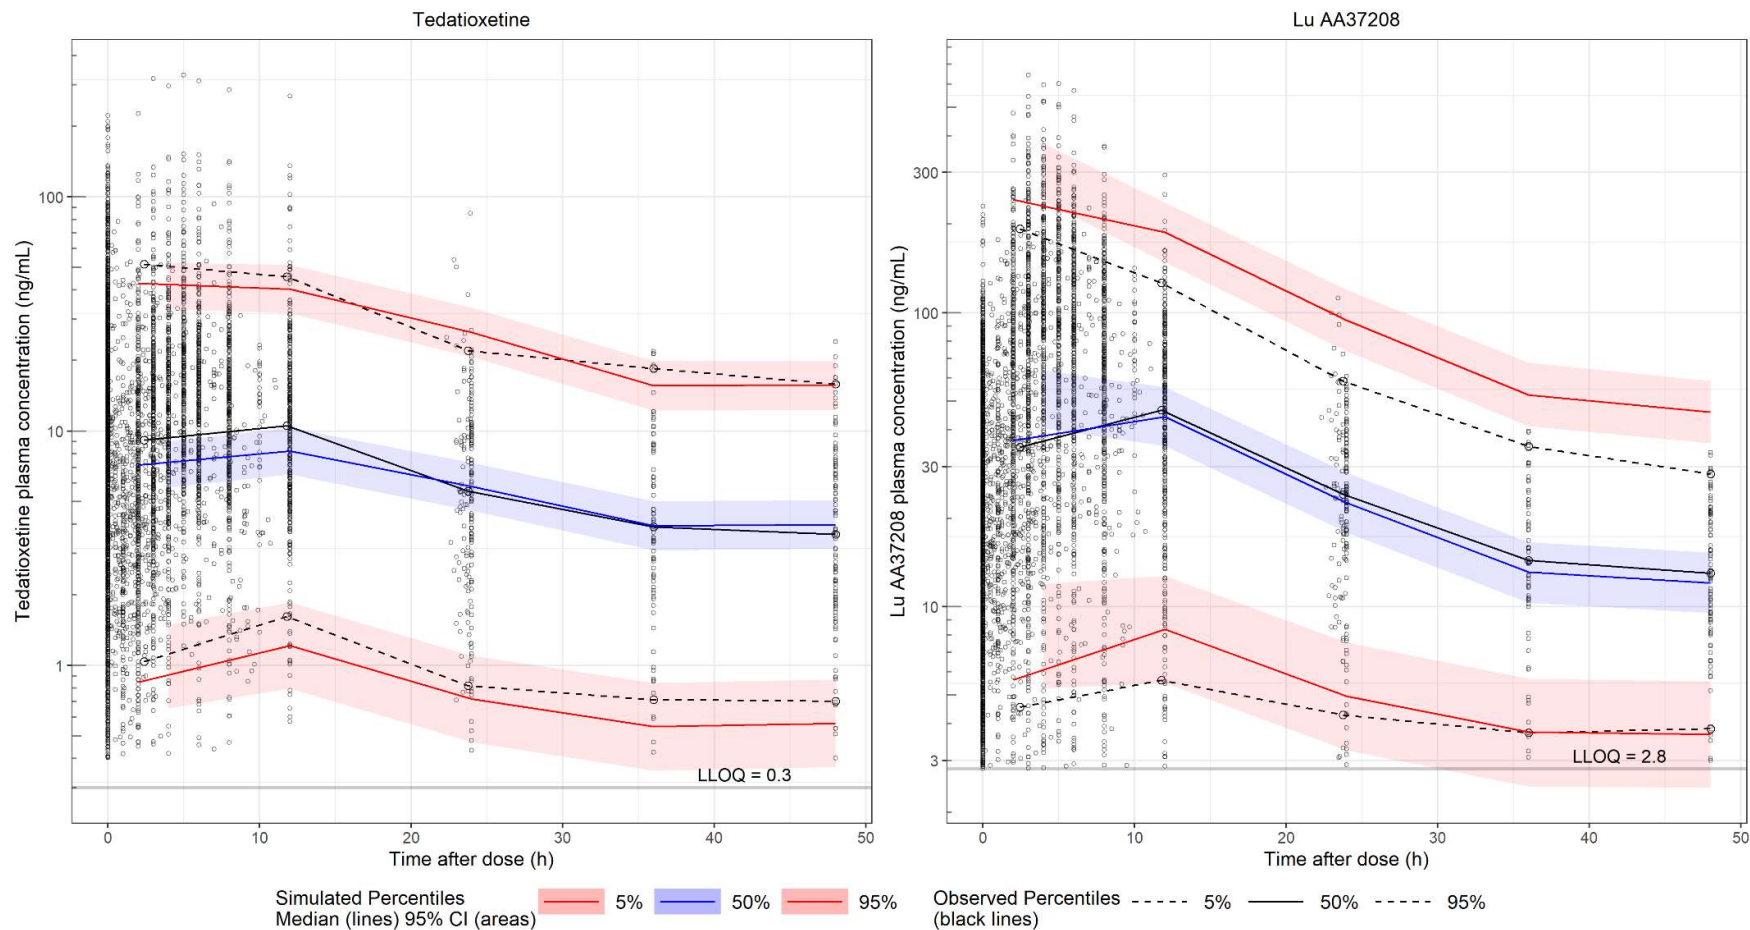 Tedatioxetine
Lu AA37208
Tedatioxetine plasma concentration (ng/mL)
100
10
1
LLOQ = 0.3
0 10 20 30 40 50
Time after dose (h)
Lu AA37208 plasma concentration (ng/mL)
300
100
30
10
3
LLOQ = 2.8
0 10 20 30 40 50
Time after dose (h)
Simulated Percentiles
Median (lines) 95% CI (areas)
5% 50% 95%
Observed Percentiles
(black lines)
5% 50% 95%